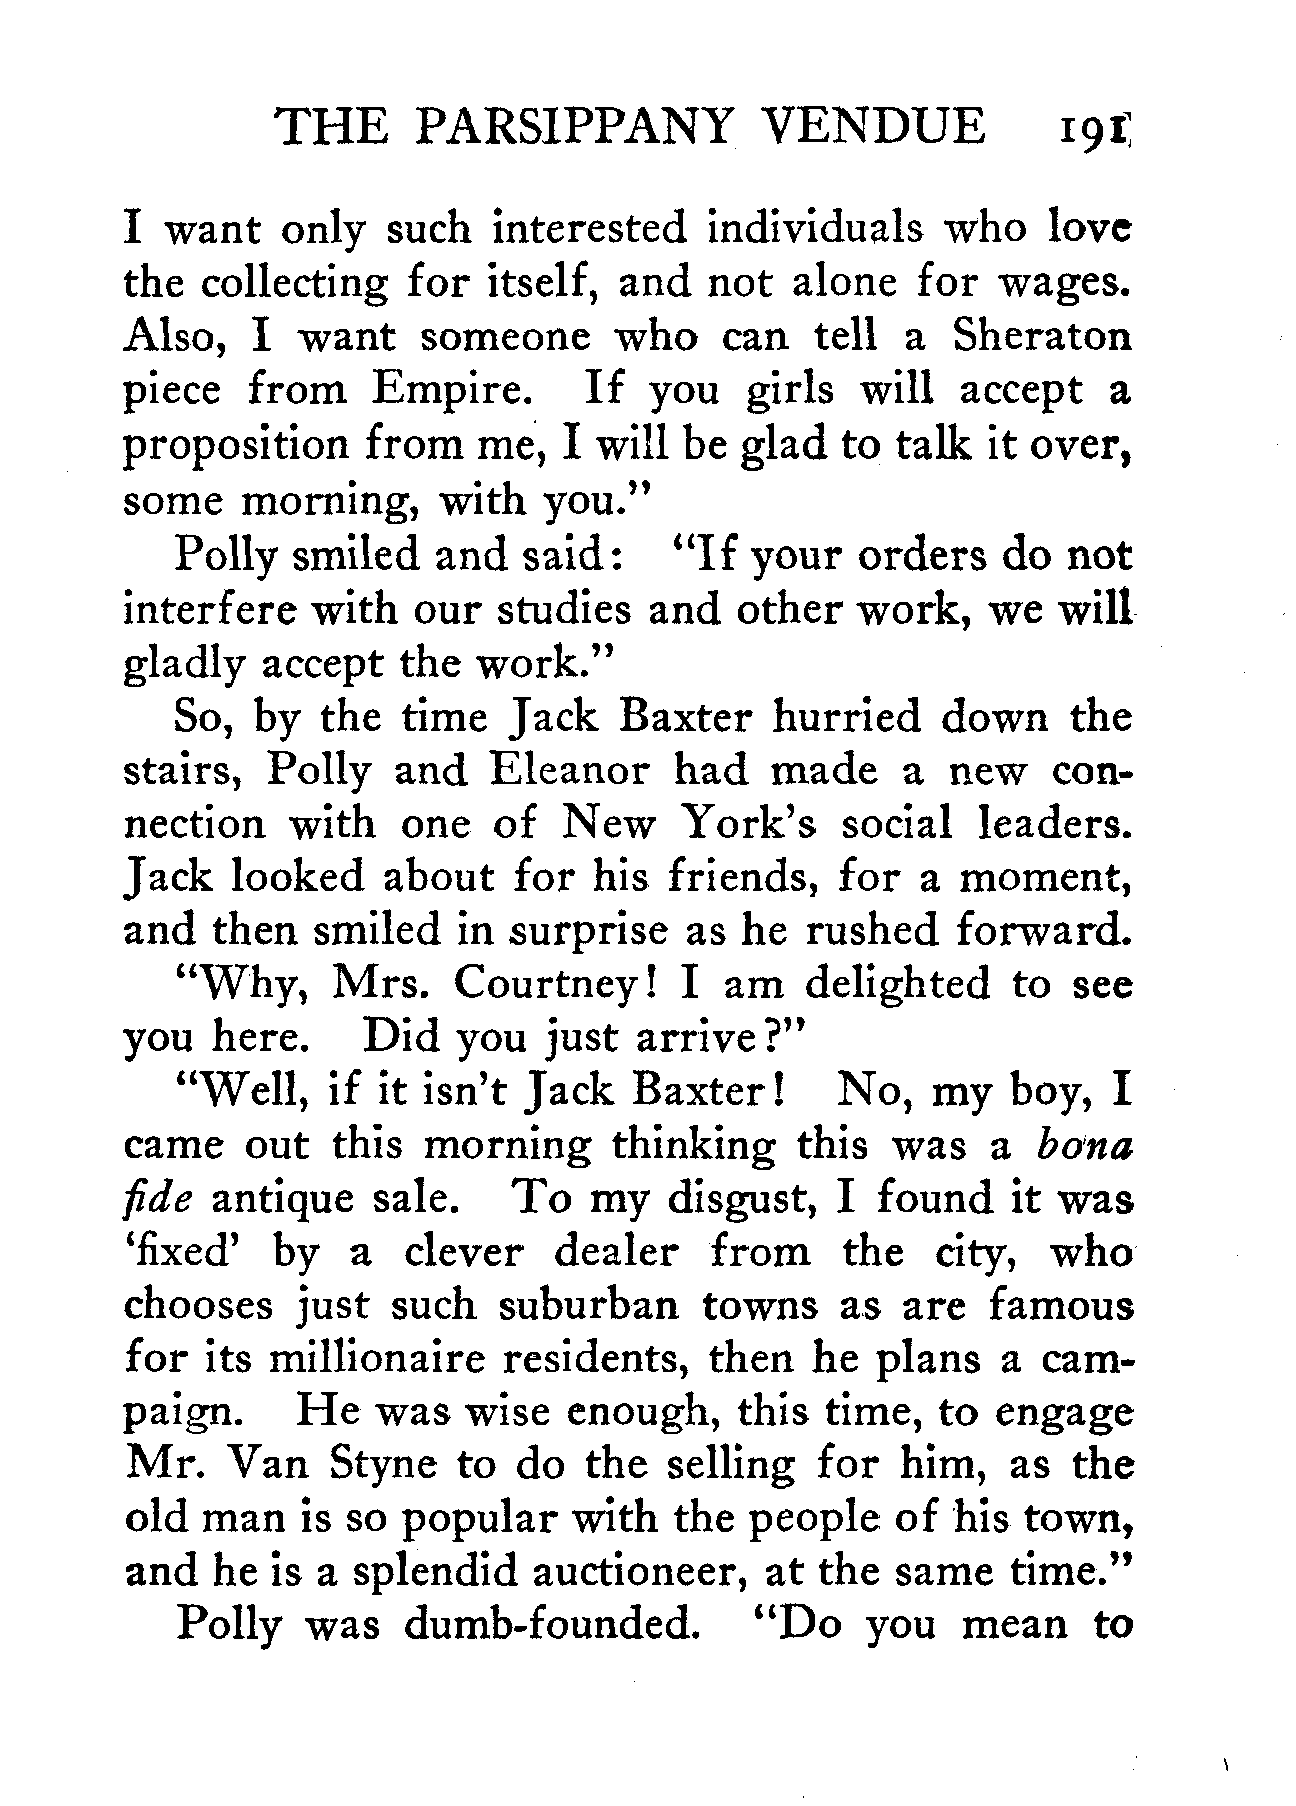 THE PARSIPPANY VENDUE 191
I want only such interested individuals who love
the collecting for itself, and not alone for wages.
Also, I want someone who can tell a Sheraton
piece from Empire. If you girls will accept a
proposition from me, I will be glad to talk it over,
some morning, with you.”
Polly smiled and said: “If your orders do not
interfere with our studies and other work, we will
gladly accept the work.”
So, by the time Jack Baxter hurried down the
stairs, Polly and Eleanor had made a new con-
nection with one of New York’s social leaders.
Jack looked about for his friends, for a moment,
and then smiled in surprise as he rushed forward.
“Why, Mrs. Courtney! I am delighted to see
you here. Did you just arrive?”
“Well, if it isn’t Jack Baxter! No, my boy, I
came out this morning thinking this was a bona
fide antique sale. To my disgust, I found it was
‘fixed’ by a clever dealer from the city, who
chooses just such suburban towns as are famous
for its millionaire residents, then he plans a cam-
paign. He was wise enough, this time, to engage
Mr. Van Styne to do the selling for him, as the
old man is so popular with the people of his town,
and he is a splendid auctioneer, at the same time.”
Polly was dumb-founded. “Do you mean to